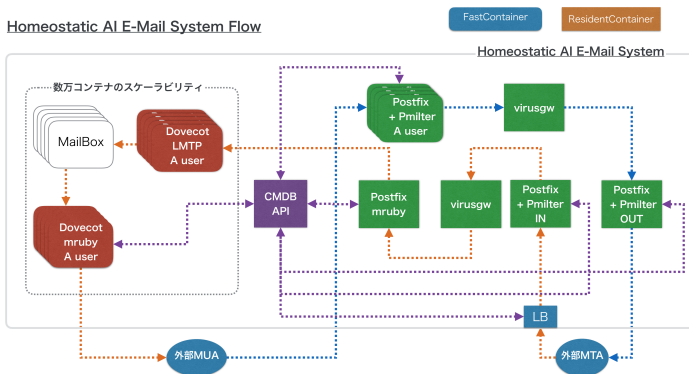 Homeostatic AI E-Mail System Flow
FastContainer
ResidentContainer
Homeostatic AI E-Mail System
数万コンテナのスケーラビリティ
MailBox
Dovecot
LMTP
A user
Postfix
+ Pmilter
A user
virusgw
Dovecot
mruby
A user
CMDB
API
Postfix
mruby
virusgw
Postfix
+ Pmilter
IN
Postfix
+ Pmilter
OUT
LB
外部MUA
外部MTA